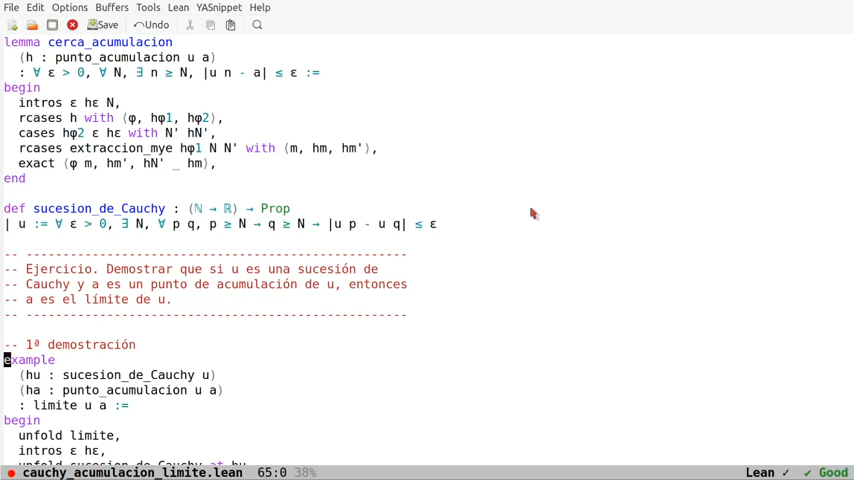 File Edit Options Buffers Tools Lean YASnippet Help
Save Undo
lemma cerca_acumulacion
(h : punto_acumulacion u a)
: ∀ ε > 0, ∀ N, ∃ n ≥ N, |u n - a| ≤ ε :=
begin
intros ε hε N,
rcases h with ⟨φ, hφ1, hφ2⟩,
cases hφ2 ε hε with N' hN',
rcases extraccion_mye hφ1 N N' with ⟨m, hm, hm'⟩,
exact ⟨φ m, hm', hN' _ hm⟩,
end
def sucesion_de_Cauchy : (ℕ → ℝ) → Prop
| u := ∀ ε > 0, ∃ N, ∀ p q, p ≥ N → q ≥ N → |u p - u q| ≤ ε
-- ---------------------------------------------------
-- Ejercicio. Demostrar que si u es una sucesión de
-- Cauchy y a es un punto de acumulación de u, entonces
-- a es el límite de u.
-- ---------------------------------------------------
-- 1ª demostración
example
(hu : sucesion_de_Cauchy u)
(ha : punto_acumulacion u a)
: limite u a :=
begin
unfold limite,
intros ε hε,
unfold sucesion_de_Cauchy at hu,
cauchy_acumulacion_limite.lean 65:0 38% Lean ✓ ✓ Good